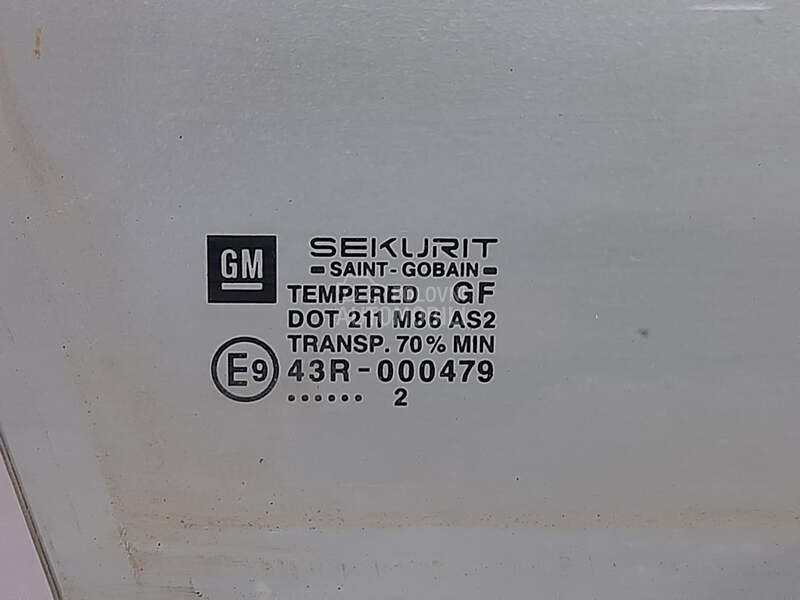 GM
SEKURIT
SAINT-GOBAIN
TEMPERED GF
DOT 211 M86 AS2
TRANSP. 70% MIN
E9 43R-000479
...... 2